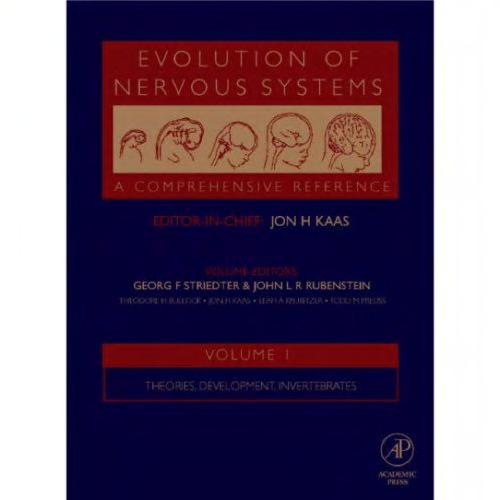 EVOLUTION OF
NERVOUS SYSTEMS
A COMPREHENSIVE REFERENCE
EDITOR-IN-CHIEF: JON H KAAS
VOLUME EDITORS
GEORG F STRIEDTER & JOHN L R RUBENSTEIN
THEODORE H BULLOCK • JON H KAAS • LEAH A KRUBITZER • TODD M PREUSS
VOLUME 1
THEORIES, DEVELOPMENT, INVERTEBRATES
AP
ACADEMIC
PRESS